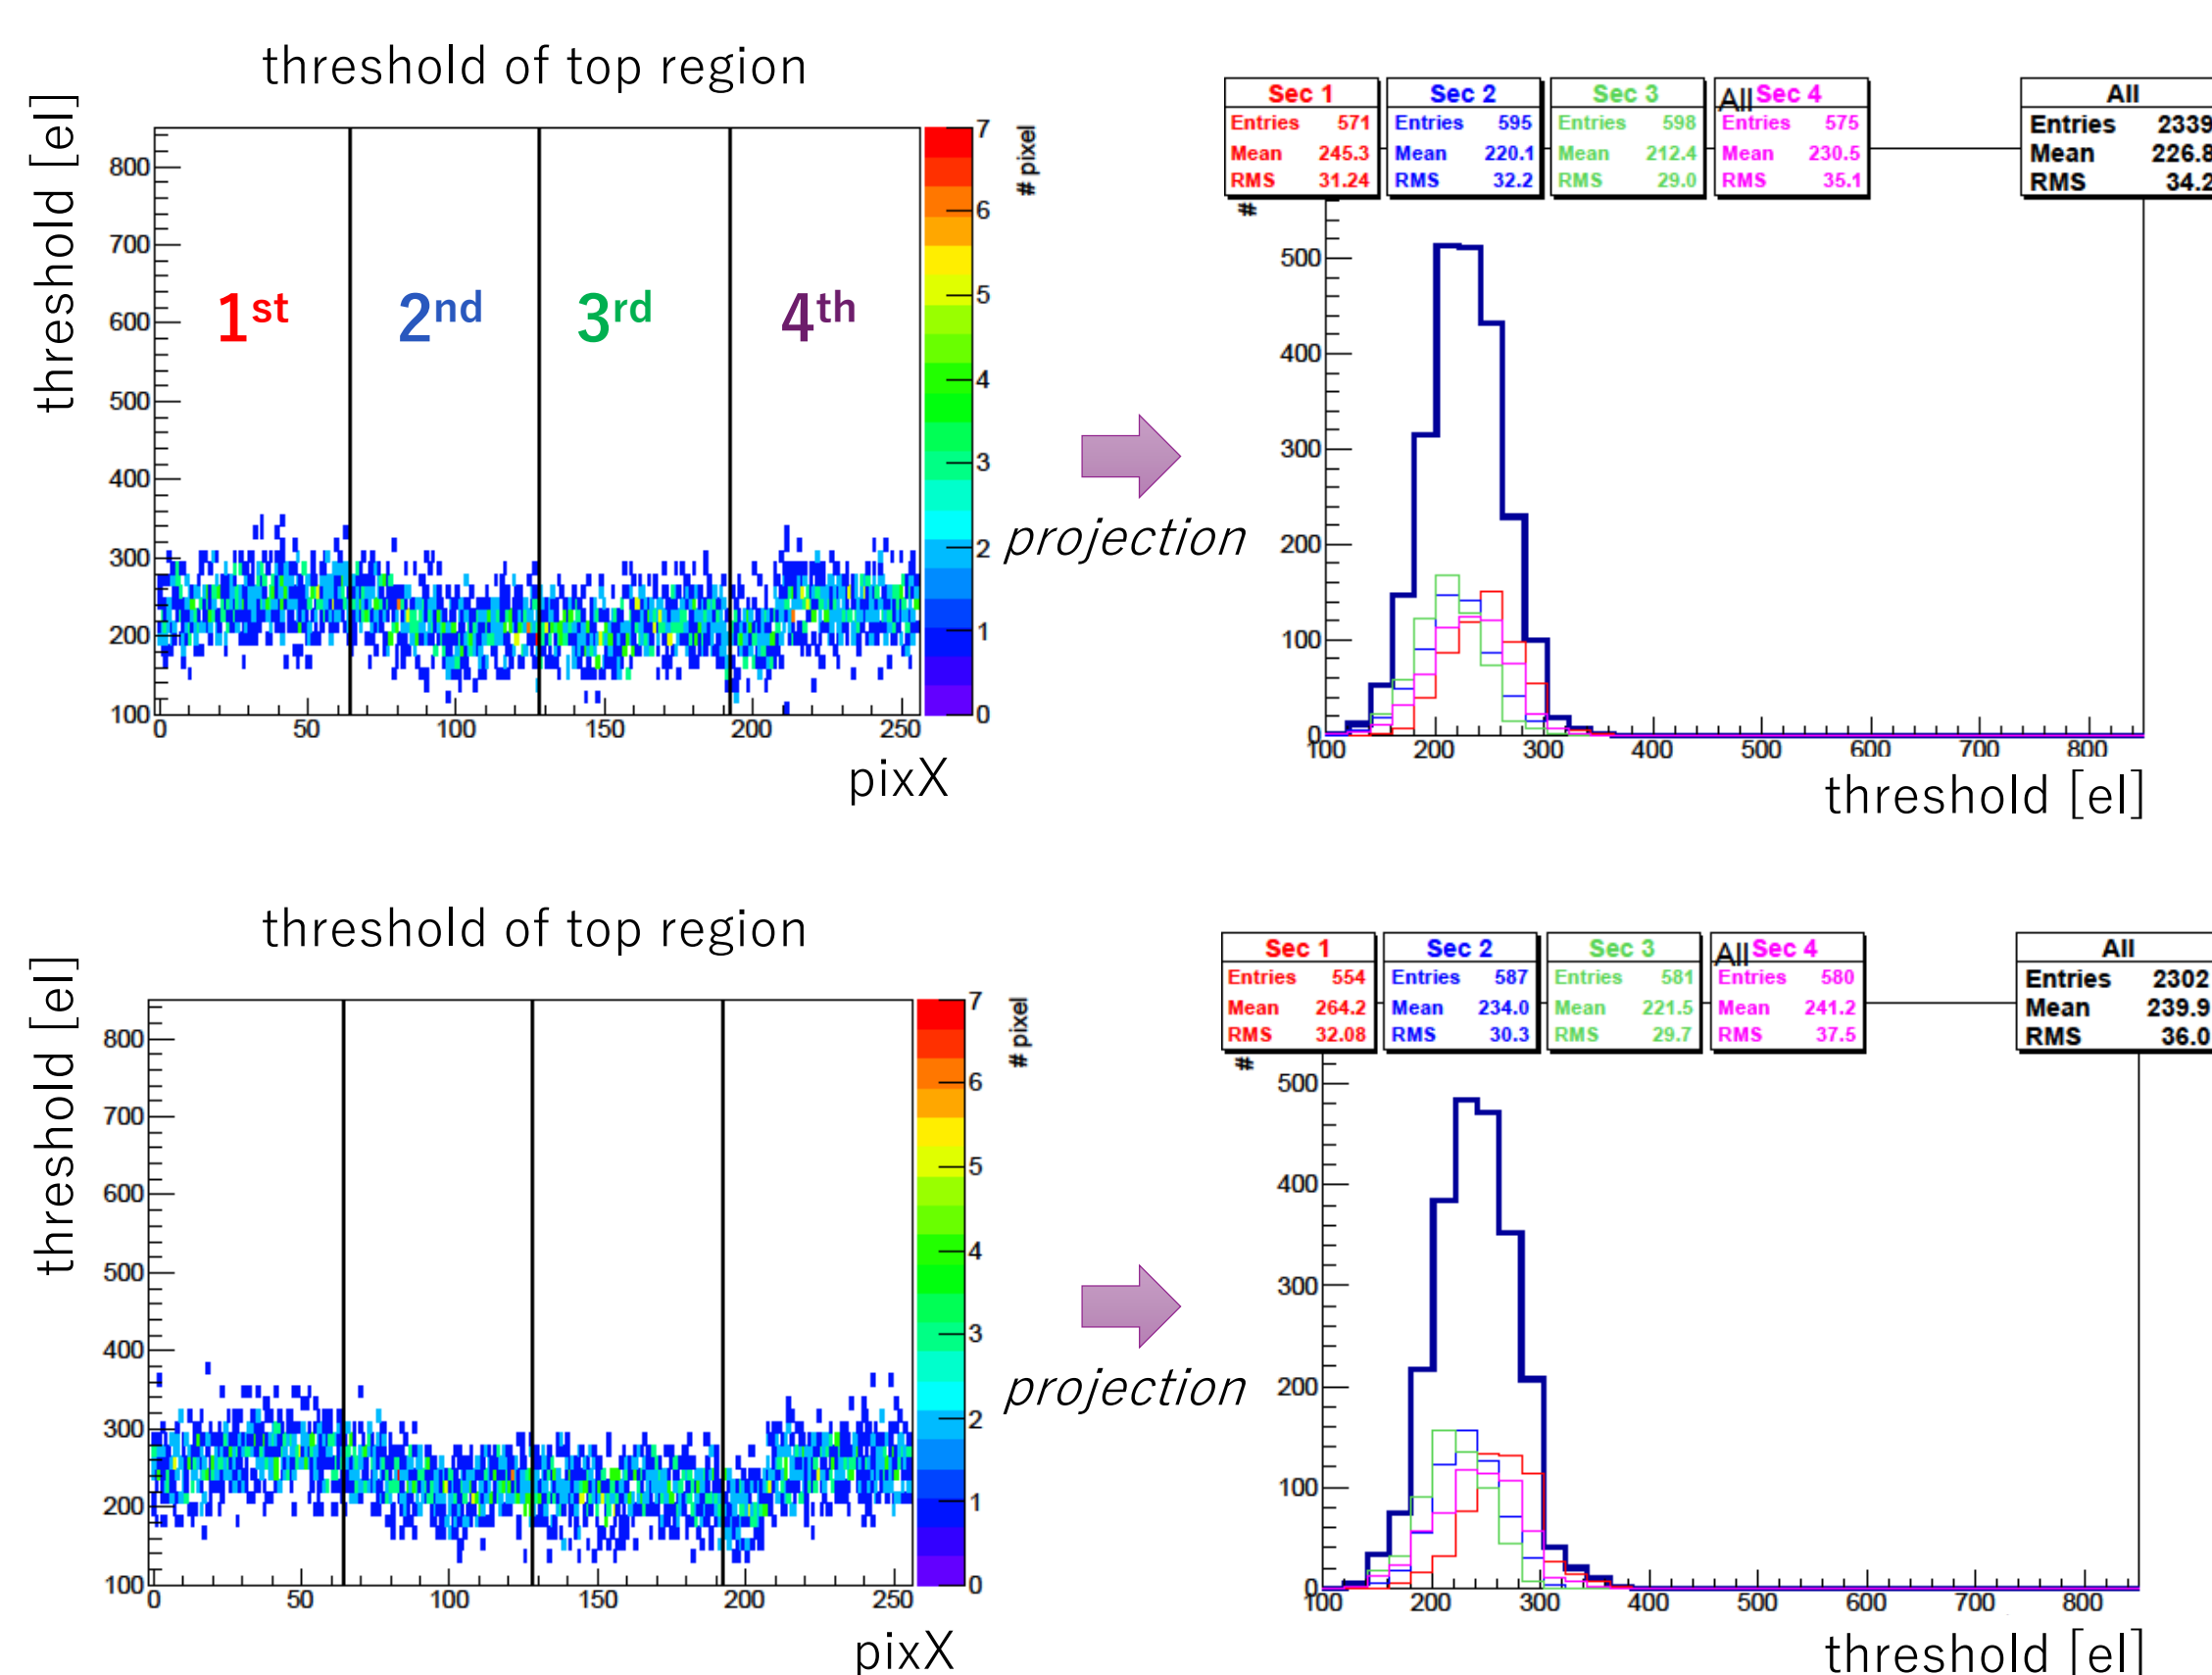 threshold of top region
threshold [el]
800
700
600
500
400
300
200
100
1st 2nd 3rd 4th
0 50 100 150 200 250
pixX
7
6
5
4
3
2
1
0
# pixel
projection
Sec 1
Entries 571
Mean 245.3
RMS 31.24
Sec 2
Entries 595
Mean 220.1
RMS 32.2
Sec 3
Entries 598
Mean 212.4
RMS 29.0
All
Sec 4
Entries 575
Mean 230.5
RMS 35.1
All
Entries 2339
Mean 226.8
RMS 34.2
#
500
400
300
200
100
0
100 200 300 400 500 600 700 800
threshold [el]
threshold of top region
threshold [el]
800
700
600
500
400
300
200
100
0 50 100 150 200 250
pixX
7
6
5
4
3
2
1
0
# pixel
projection
Sec 1
Entries 554
Mean 264.2
RMS 32.08
Sec 2
Entries 587
Mean 234.0
RMS 30.3
Sec 3
Entries 581
Mean 221.5
RMS 29.7
All
Sec 4
Entries 580
Mean 241.2
RMS 37.5
All
Entries 2302
Mean 239.9
RMS 36.0
#
500
400
300
200
100
0
100 200 300 400 500 600 700 800
threshold [el]